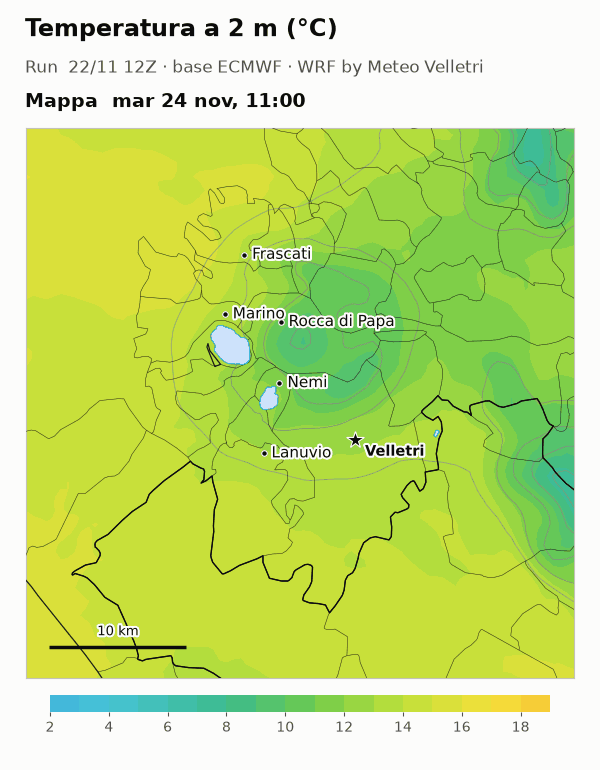 Temperatura a 2 m (°C)
Run  22/11 12Z · base ECMWF · WRF by Meteo Velletri
Mappa  mar 24 nov, 11:00
Frascati
Marino
Rocca di Papa
Nemi
Velletri
Lanuvio
10 km
2 4 6 8 10 12 14 16 18